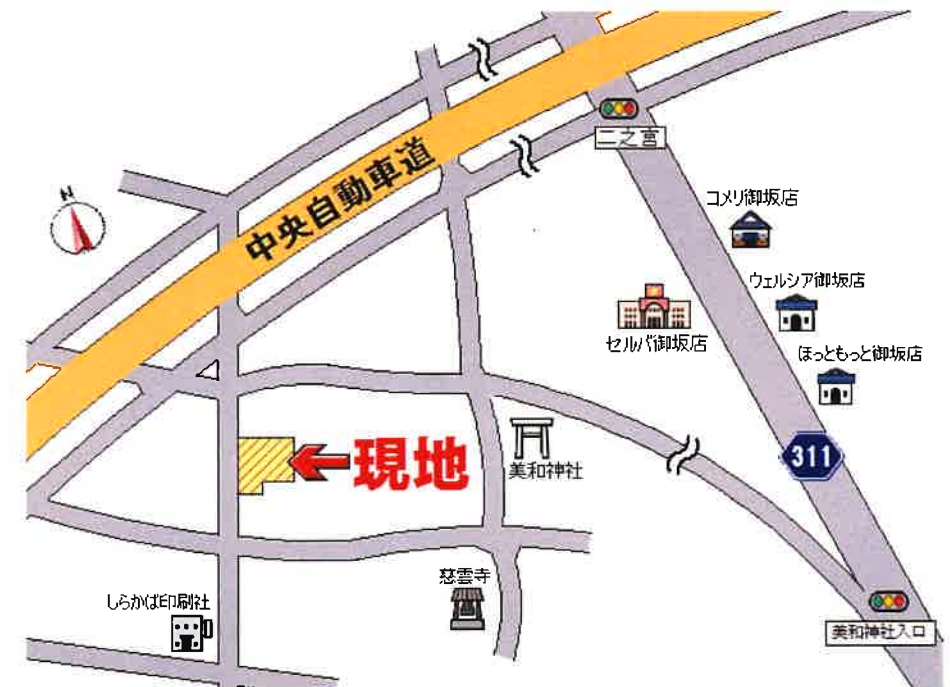 二之宮
コメリ御坂店
中央自動車道
N
ウェルシア御坂店
セルバ御坂店
ほっともっと御坂店
311
現地
美和神社
慈雲寺
しらかば印刷社
美和神社入口